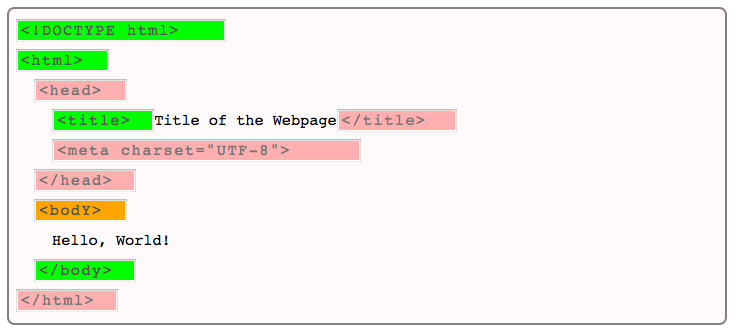 <!DOCTYPE html>
<html>
<head>
<title>Title of the Webpage</title>
<meta charset="UTF-8">
</head>
<bodY>
Hello, World!
</body>
</html>